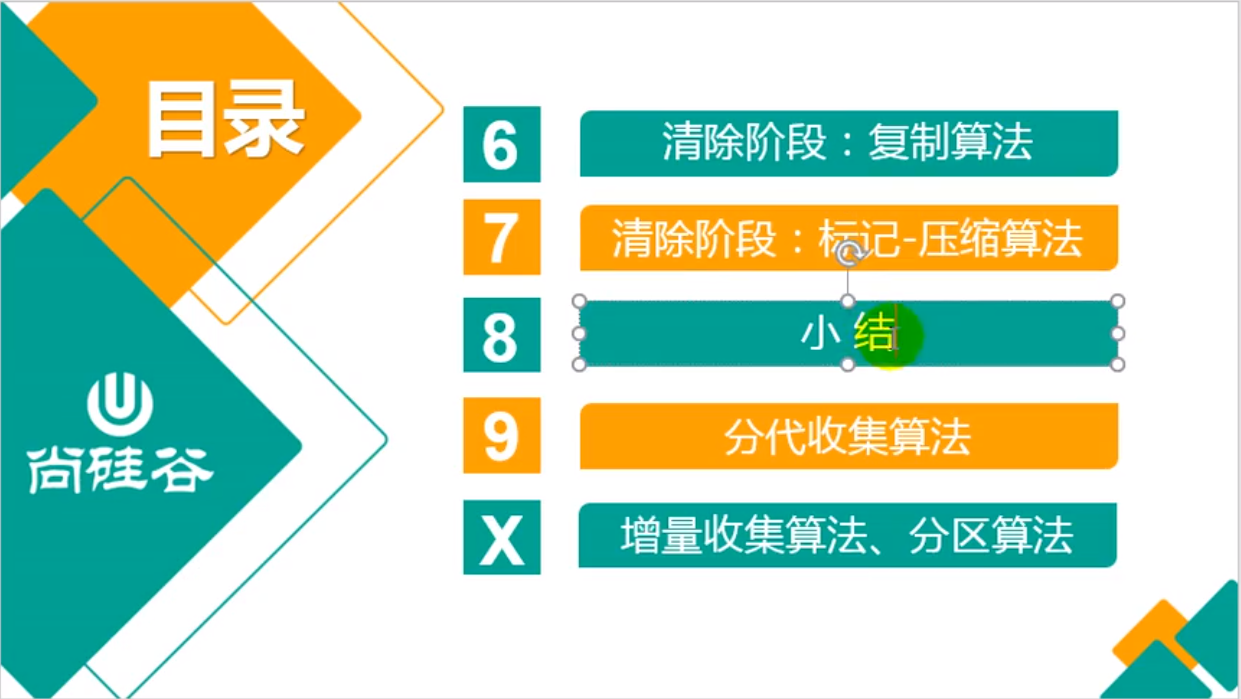 目录
6 清除阶段：复制算法
7 清除阶段：标记-压缩算法
8 小 结
9 分代收集算法
X 增量收集算法、分区算法
尚硅谷